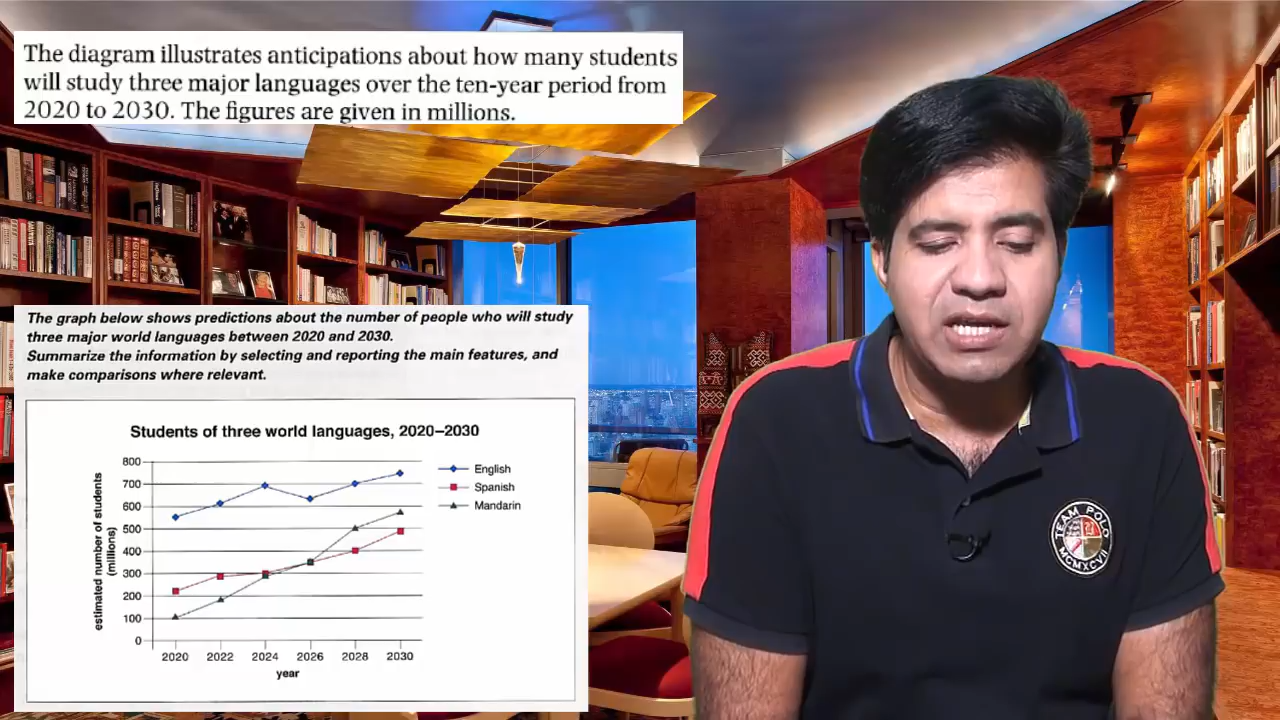 The diagram illustrates anticipations about how many students
will study three major languages over the ten-year period from
2020 to 2030. The figures are given in millions.
The graph below shows predictions about the number of people who will study
three major world languages between 2020 and 2030.
Summarize the information by selecting and reporting the main features, and
make comparisons where relevant.
Students of three world languages, 2020–2030
estimated number of students
(millions)
800
700
600
500
400
300
200
100
0
2020 2022 2024 2026 2028 2030
year
English
Spanish
Mandarin
TEAM POLO
MCMXCVII